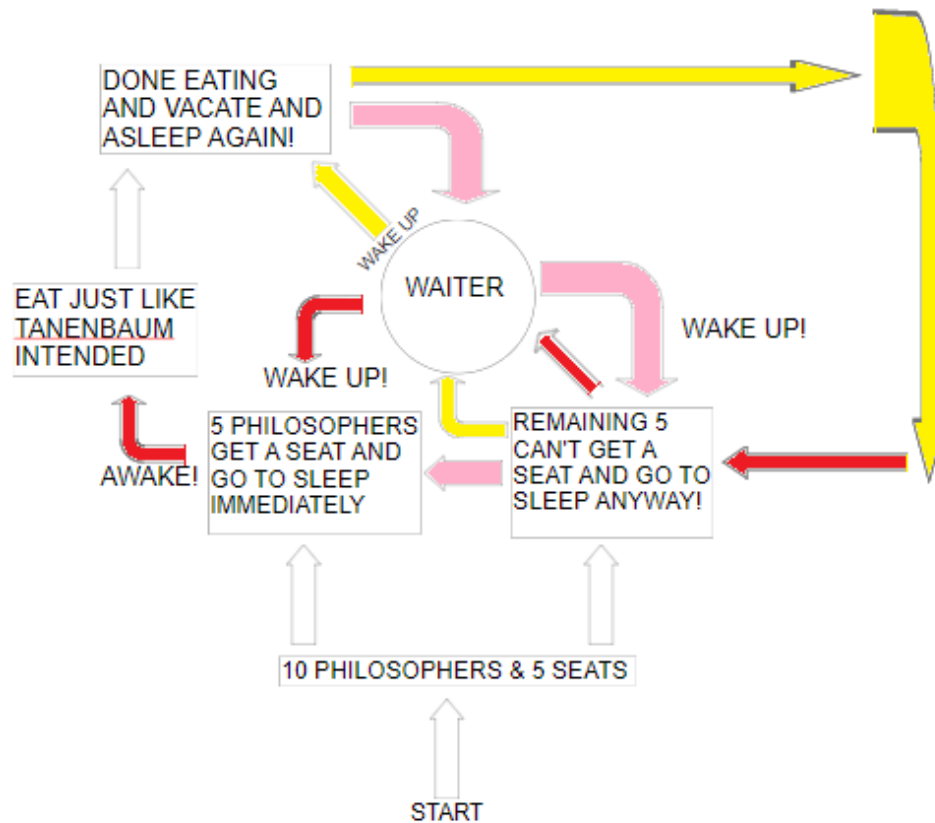 DONE EATING
AND VACATE AND
ASLEEP AGAIN!
WAKE UP
WAITER
EAT JUST LIKE
TANENBAUM
INTENDED
WAKE UP!
WAKE UP!
AWAKE!
5 PHILOSOPHERS
GET A SEAT AND
GO TO SLEEP
IMMEDIATELY
REMAINING 5
CAN'T GET A
SEAT AND GO TO
SLEEP ANYWAY!
10 PHILOSOPHERS & 5 SEATS
START